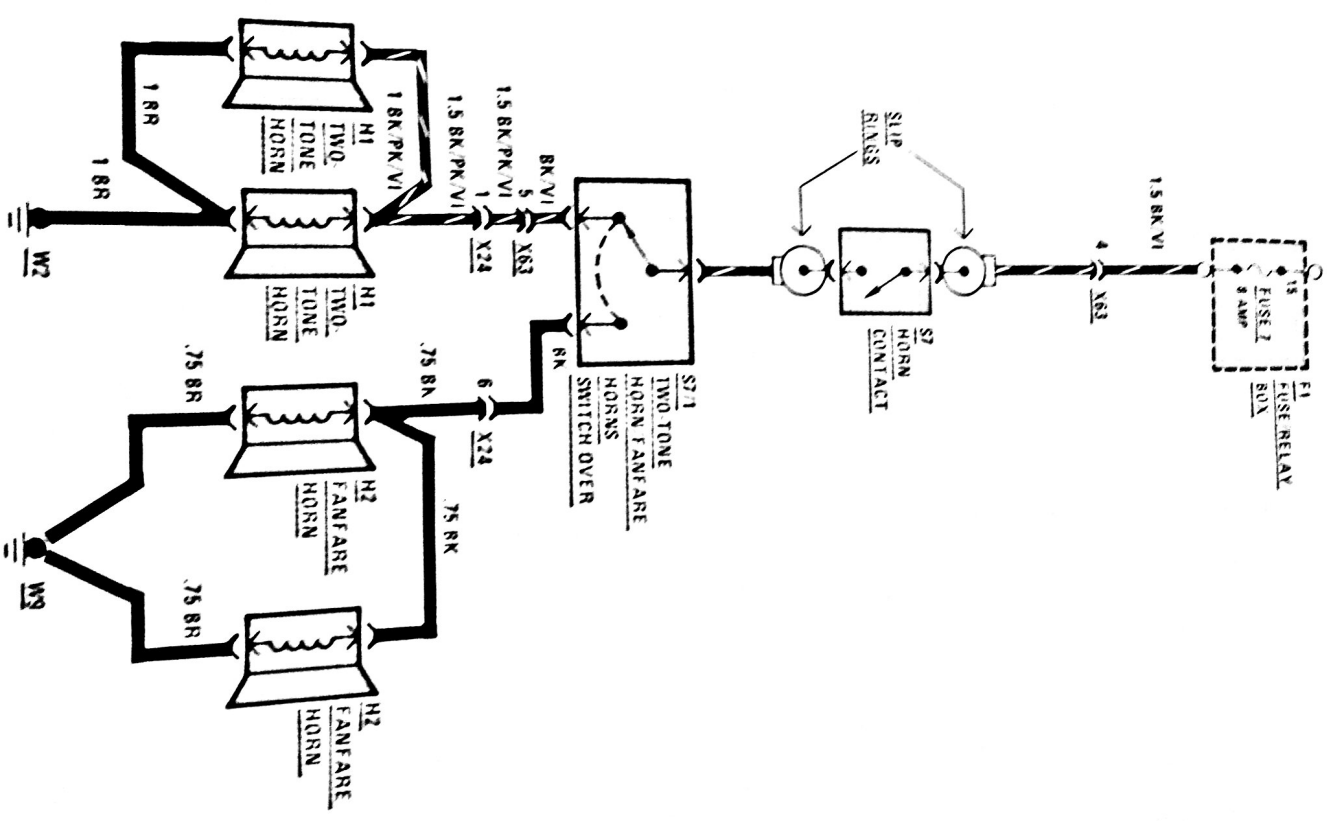 F1
FUSE RELAY
BOX
15
FUSE 7
8 AMP
1.5 BK/VI
4
X63
SLIP
RINGS
S7
HORN
CONTACT
S7/1
TWO-TONE
HORN FANFARE
HORNS
SWITCH OVER
BK/VI
BK
5
X63
1.5 BK/PK/VI
1
X24
1.5 BK/PK/VI
6
X24
.75 BK
.75 BK
1 BK/PK/VI
H1
TWO-
TONE
HORN
H1
TWO-
TONE
HORN
H2
FANFARE
HORN
H2
FANFARE
HORN
1 BR
1 BR
.75 BR
.75 BR
W2
W9